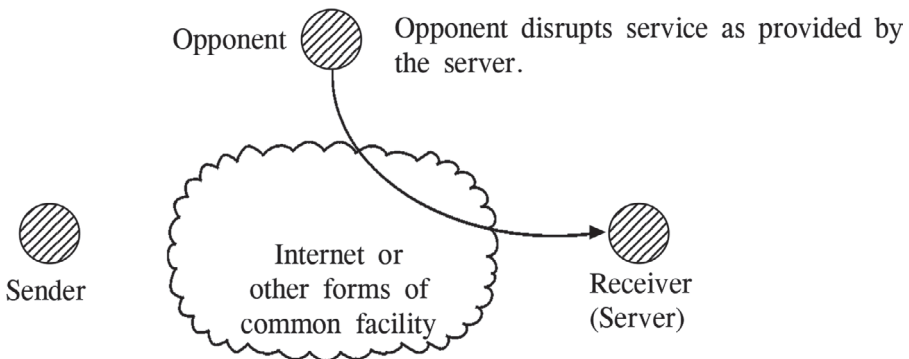 Opponent
Opponent disrupts service as provided by
the server.
Internet or
other forms of
common facility
Sender
Receiver
(Server)